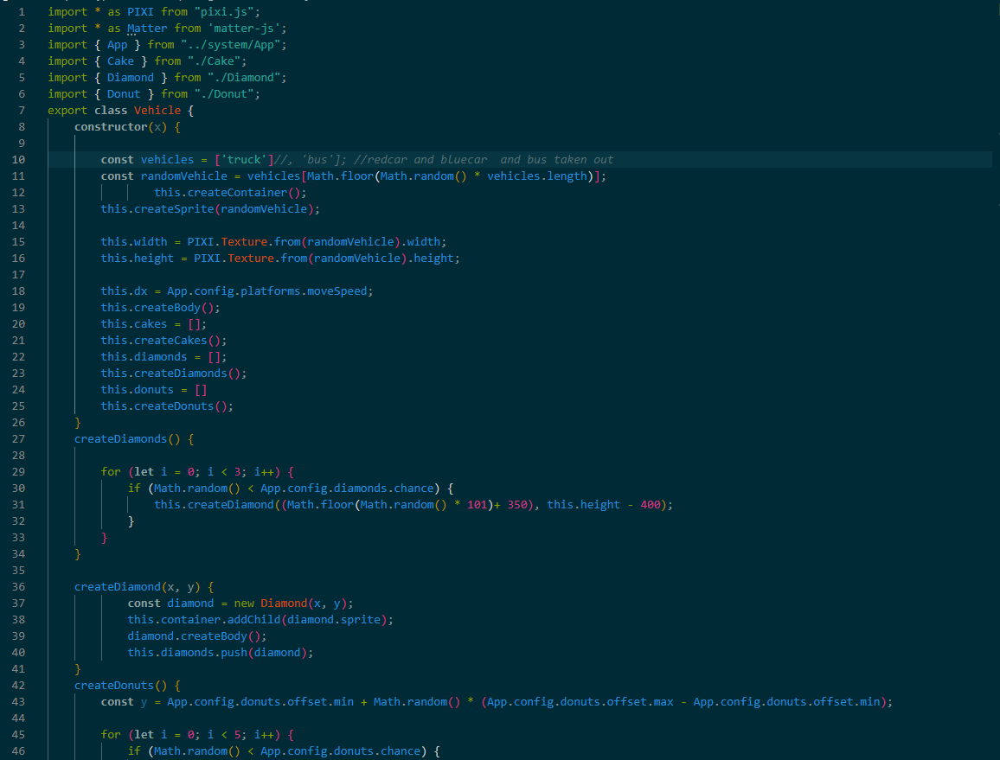 1 import * as PIXI from "pixi.js";
2 import * as Matter from 'matter-js';
3 import { App } from "../system/App";
4 import { Cake } from "./Cake";
5 import { Diamond } from "./Diamond";
6 import { Donut } from "./Donut";
7 export class Vehicle {
8 constructor(x) {
9
10 const vehicles = ['truck']//, 'bus']; //redcar and bluecar  and bus taken out
11 const randomVehicle = vehicles[Math.floor(Math.random() * vehicles.length)];
12 this.createContainer();
13 this.createSprite(randomVehicle);
14
15 this.width = PIXI.Texture.from(randomVehicle).width;
16 this.height = PIXI.Texture.from(randomVehicle).height;
17
18 this.dx = App.config.platforms.moveSpeed;
19 this.createBody();
20 this.cakes = [];
21 this.createCakes();
22 this.diamonds = [];
23 this.createDiamonds();
24 this.donuts = []
25 this.createDonuts();
26 }
27 createDiamonds() {
28
29 for (let i = 0; i < 3; i++) {
30 if (Math.random() < App.config.diamonds.chance) {
31 this.createDiamond((Math.floor(Math.random() * 101)+ 350), this.height - 400);
32 }
33 }
34 }
35
36 createDiamond(x, y) {
37 const diamond = new Diamond(x, y);
38 this.container.addChild(diamond.sprite);
39 diamond.createBody();
40 this.diamonds.push(diamond);
41 }
42 createDonuts() {
43 const y = App.config.donuts.offset.min + Math.random() * (App.config.donuts.offset.max - App.config.donuts.offset.min);
44
45 for (let i = 0; i < 5; i++) {
46 if (Math.random() < App.config.donuts.chance) {